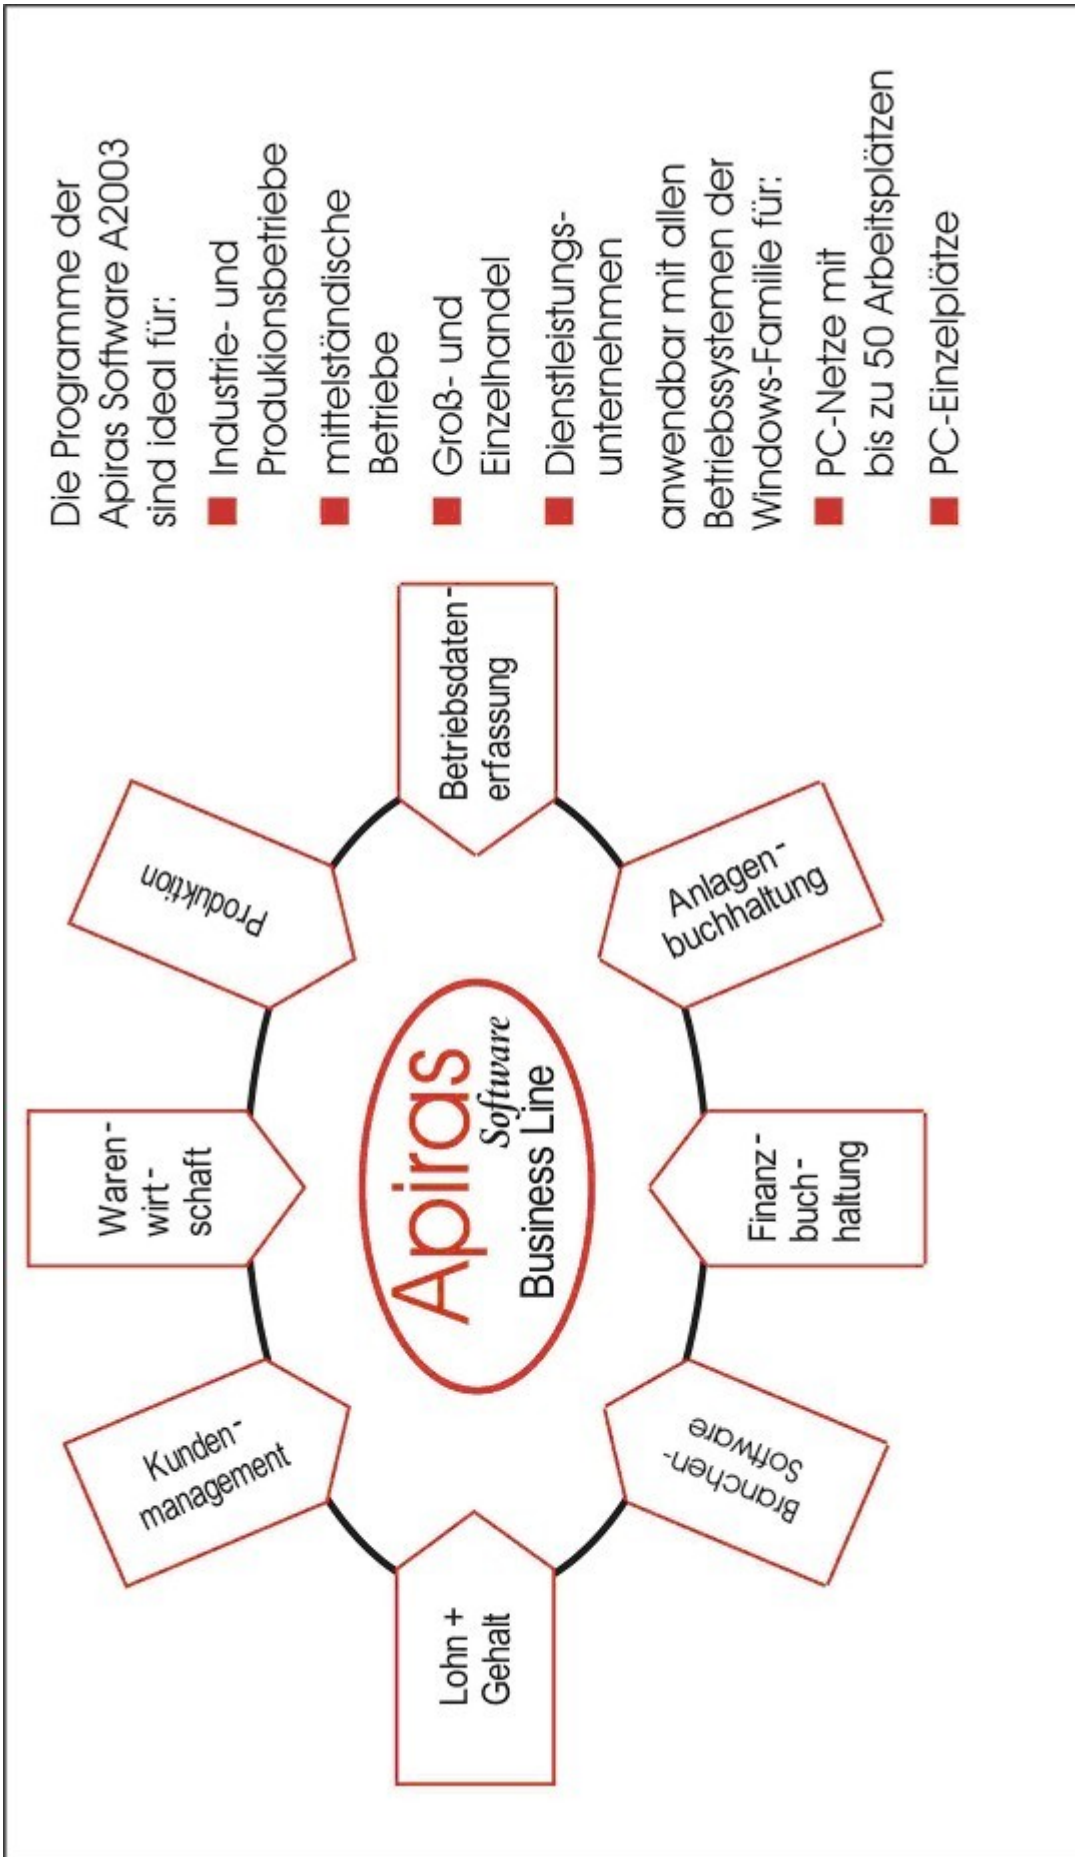 Die Programme der
Apiras Software A2003
sind ideal für:
Industrie- und
Produkionsbetriebe
mittelständische
Betriebe
Groß- und
Einzelhandel
Dienstleistungs-
unternehmen
anwendbar mit allen
Betriebssystemen der
Windows-Familie für:
PC-Netze mit
bis zu 50 Arbeitsplätzen
PC-Einzelplätze
Waren-
wirt-
schaft
Produktion
Betriebsdaten-
erfassung
Anlagen-
buchhaltung
Finanz-
buch-
haltung
Branchen-
Software
Lohn +
Gehalt
Kunden-
management
Apiras
Software
Business Line